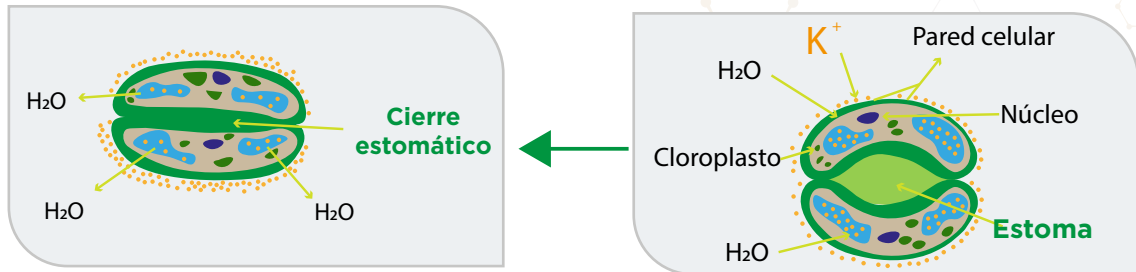 H₂O
Cierre
estomático
H₂O
H₂O
K⁺
Pared celular
H₂O
Núcleo
Cloroplasto
Estoma
H₂O